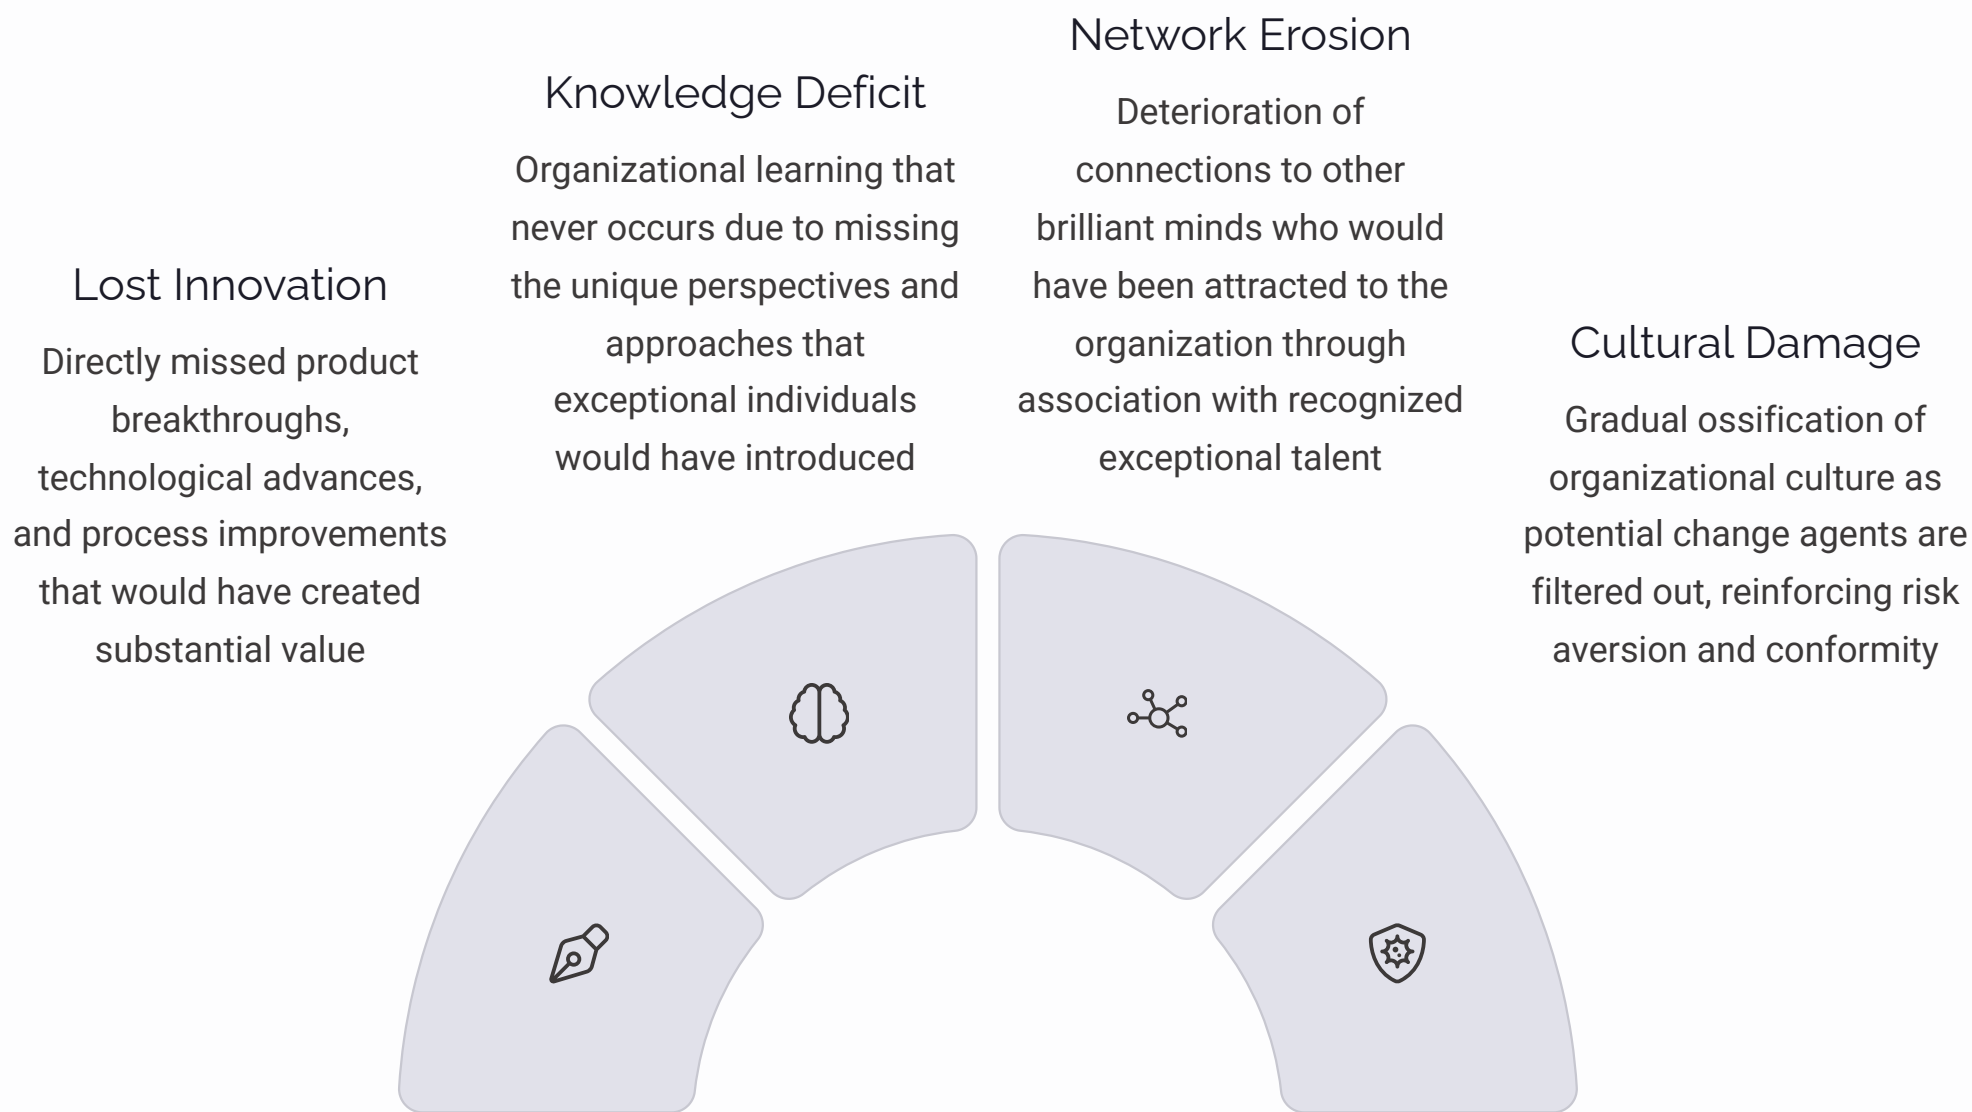 Lost Innovation
Directly missed product
breakthroughs,
technological advances,
and process improvements
that would have created
substantial value
Knowledge Deficit
Organizational learning that
never occurs due to missing
the unique perspectives and
approaches that
exceptional individuals
would have introduced
Network Erosion
Deterioration of
connections to other
brilliant minds who would
have been attracted to the
organization through
association with recognized
exceptional talent
Cultural Damage
Gradual ossification of
organizational culture as
potential change agents are
filtered out, reinforcing risk
aversion and conformity